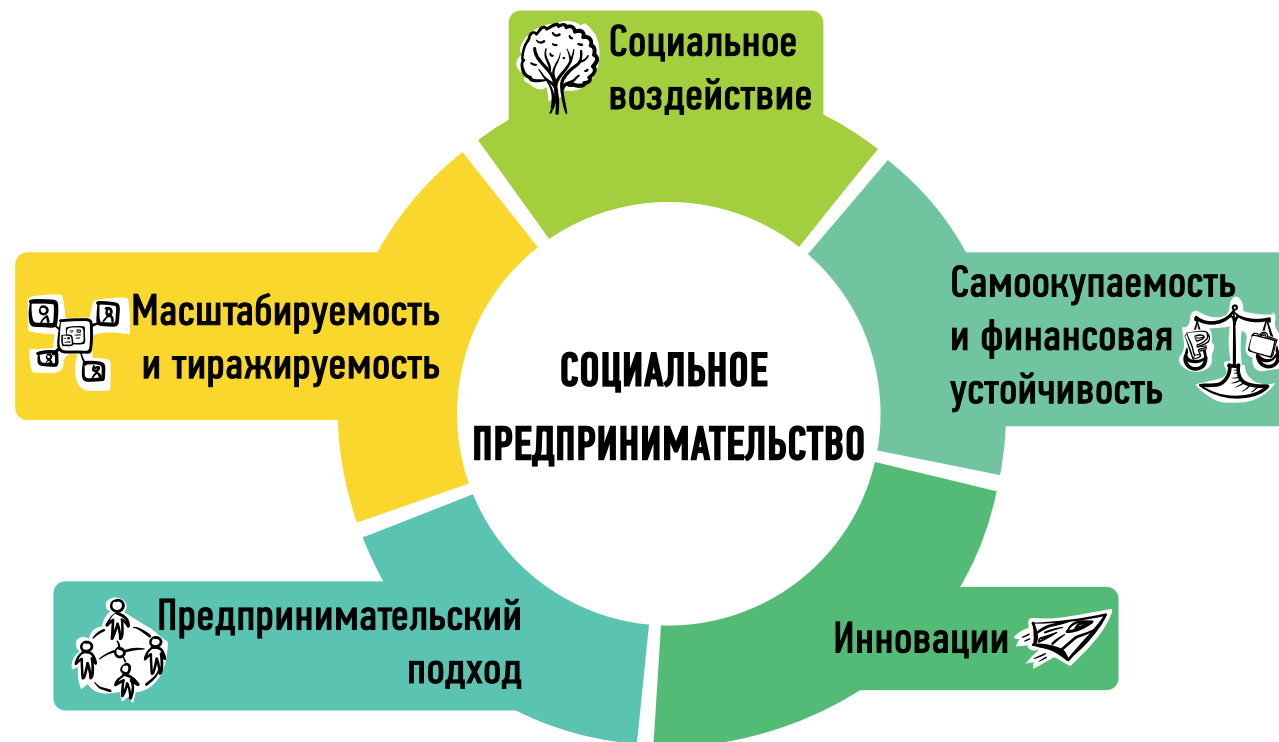 Социальное
воздействие
Самоокупаемость
и финансовая
устойчивость
Масштабируемость
и тиражируемость
СОЦИАЛЬНОЕ
ПРЕДПРИНИМАТЕЛЬСТВО
Предпринимательский
подход
Инновации